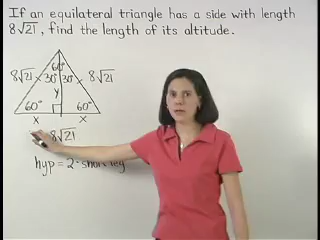 If an equilateral triangle has a side with length
8√21, find the length of its altitude.
60°
8√21 30° 30° 8√21
y
60° 60°
x x
8√21
hyp = 2·short leg